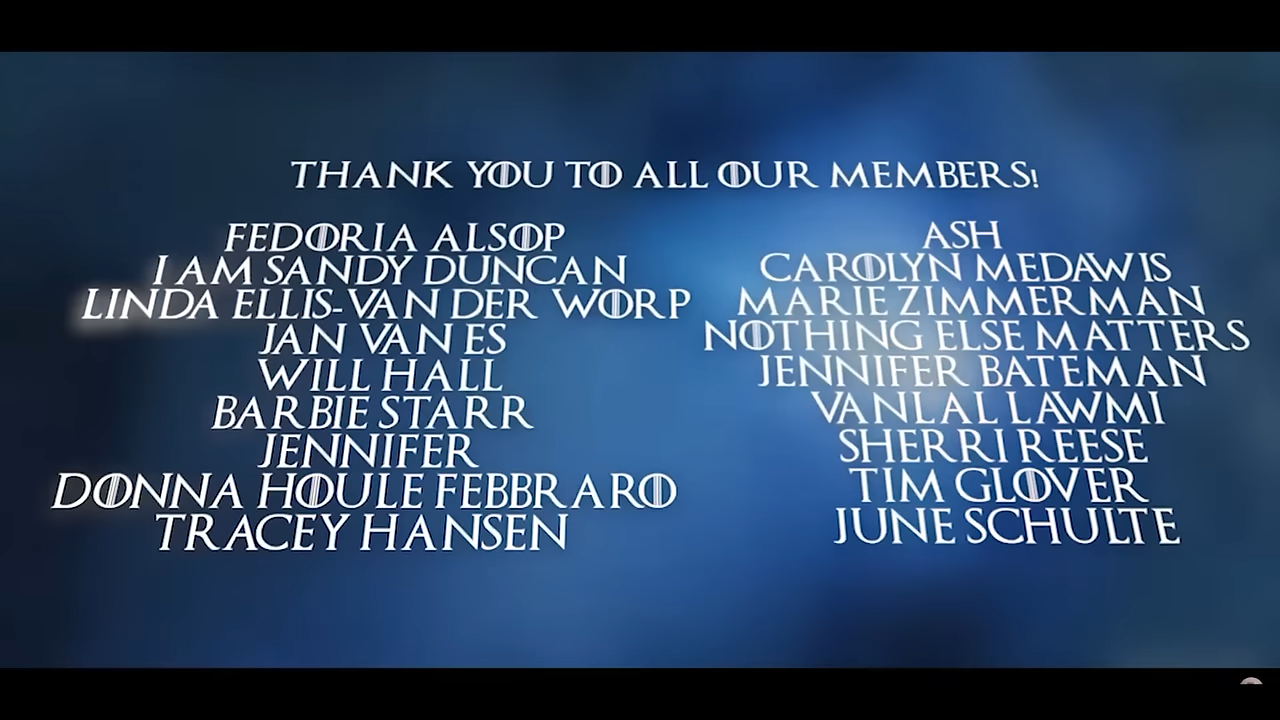 THANK YOU TO ALL OUR MEMBERS!
FEDORIA ALSOP
I AM SANDY DUNCAN
LINDA ELLIS-VAN DER WORP
JAN VAN ES
WILL HALL
BARBIE STARR
JENNIFER
DONNA HOULE FEBBRARO
TRACEY HANSEN
ASH
CAROLYN MEDAWIS
MARIE ZIMMERMAN
NOTHING ELSE MATTERS
JENNIFER BATEMAN
VANLAL LAWMI
SHERRI REESE
TIM GLOVER
JUNE SCHULTE